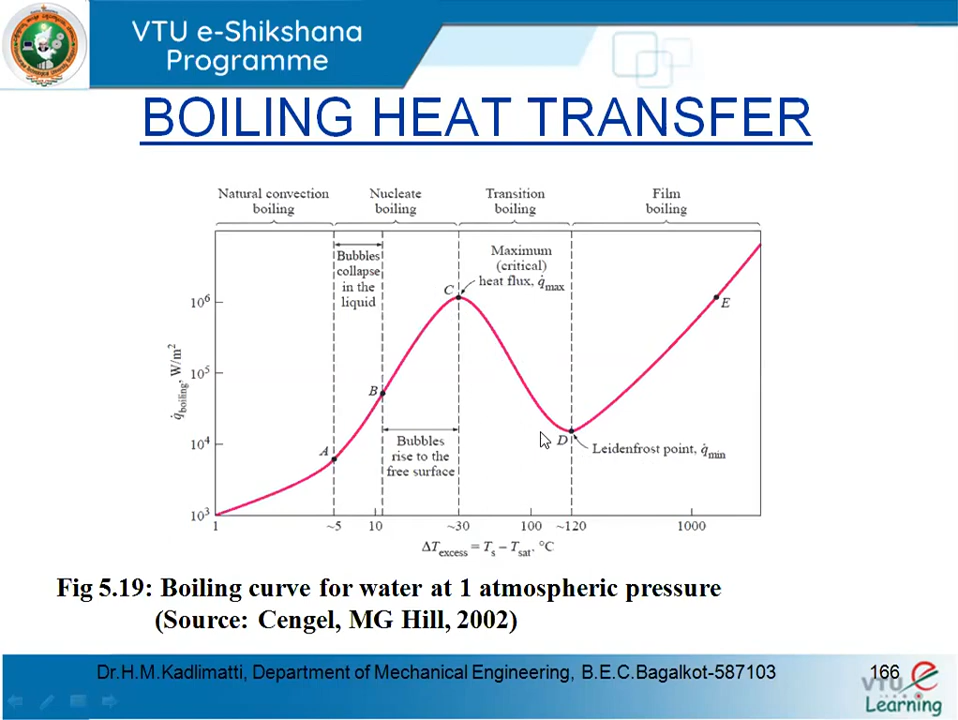 VTU e-Shikshana
Programme
BOILING HEAT TRANSFER
Natural convection
boiling
Nucleate
boiling
Transition
boiling
Film
boiling
Bubbles
collapse
in the
liquid
Maximum
(critical)
heat flux, q̇max
C
E
B
A
D
Bubbles
rise to the
free surface
Leidenfrost point, q̇min
q̇boiling, W/m²
10⁶
10⁵
10⁴
10³
1 ~5 10 ~30 100 ~120 1000
ΔTexcess = Ts – Tsat, °C
Fig 5.19: Boiling curve for water at 1 atmospheric pressure
(Source: Cengel, MG Hill, 2002)
Dr.H.M.Kadlimatti, Department of Mechanical Engineering, B.E.C.Bagalkot-587103 166
VTU e
Learning